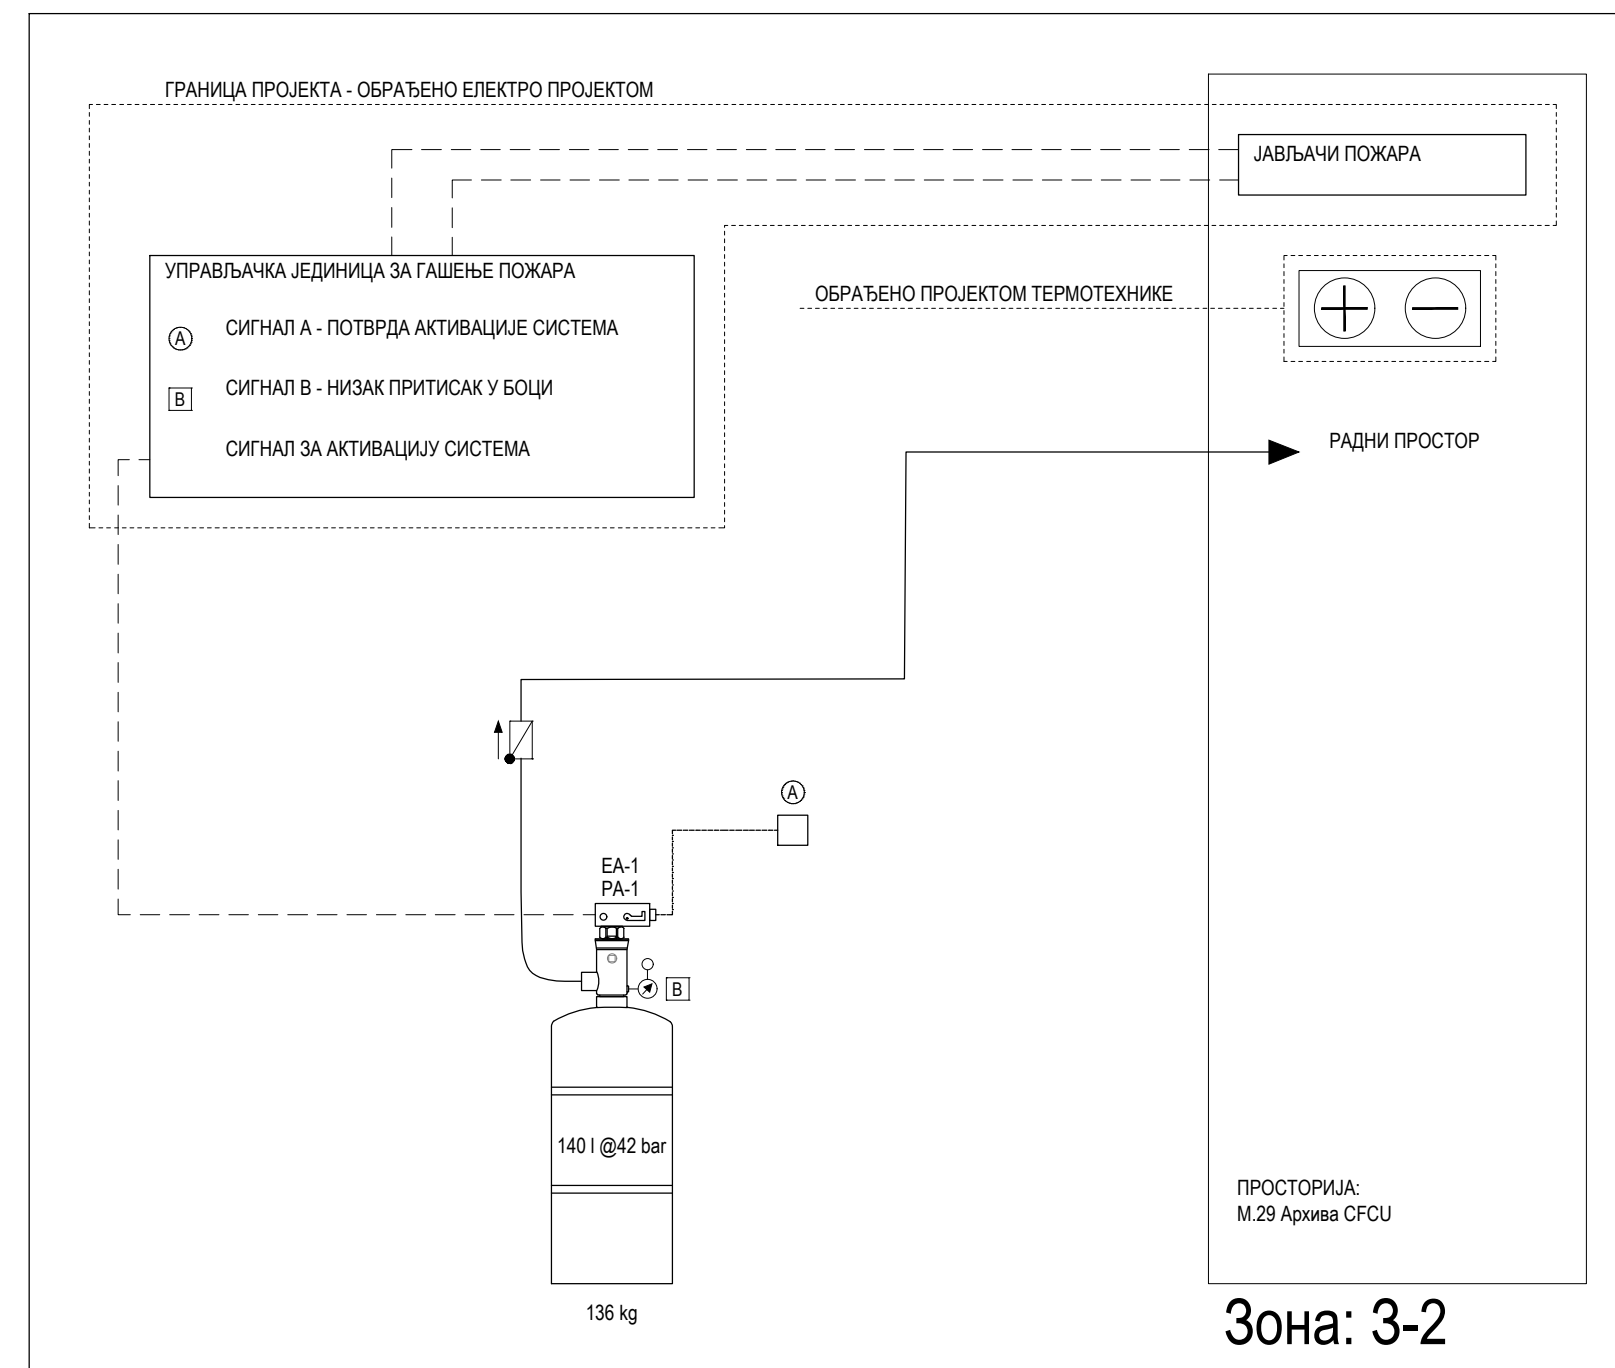 ГРАНИЦА ПРОЈЕКТА - ОБРАЂЕНО ЕЛЕКТРО ПРОЈЕКТОМ
ЈАВЉАЧИ ПОЖАРА
УПРАВЉАЧКА ЈЕДИНИЦА ЗА ГАШЕЊЕ ПОЖАРА
A
СИГНАЛ А - ПОТВРДА АКТИВАЦИЈЕ СИСТЕМА
B
СИГНАЛ В - НИЗАК ПРИТИСАК У БОЦИ
СИГНАЛ ЗА АКТИВАЦИЈУ СИСТЕМА
ОБРАЂЕНО ПРОЈЕКТОМ ТЕРМОТЕХНИКЕ
РАДНИ ПРОСТОР
A
EA-1
PA-1
B
140 l @42 bar
136 kg
ПРОСТОРИЈА:
М.29 Архива CFCU
Зона: З-2